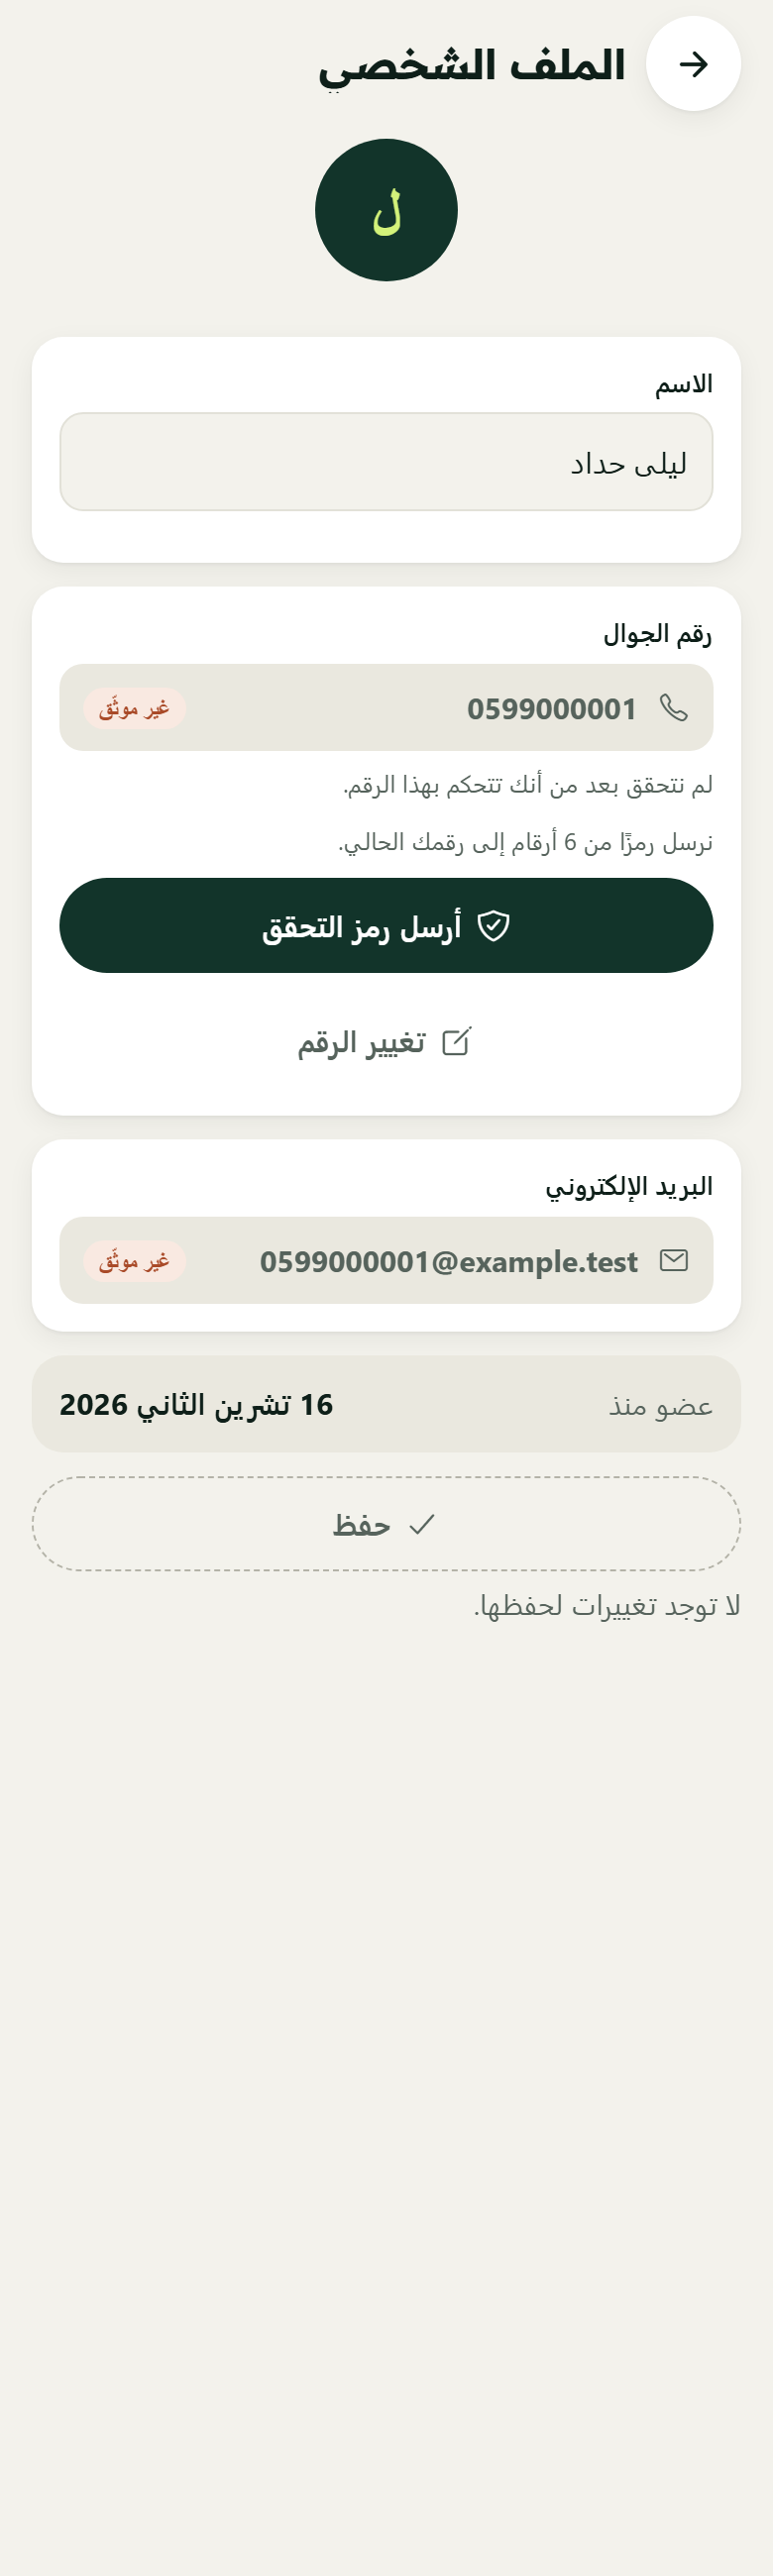 الملف الشخصي
ل
الاسم
ليلى حداد
رقم الجوال
0599000001 غير موثّق
لم نتحقق بعد من أنك تتحكم بهذا الرقم.
نرسل رمزًا من 6 أرقام إلى رقمك الحالي.
أرسل رمز التحقق
تغيير الرقم
البريد الإلكتروني
0599000001@example.test غير موثّق
عضو منذ 16 تشرين الثاني 2026
حفظ
لا توجد تغييرات لحفظها.